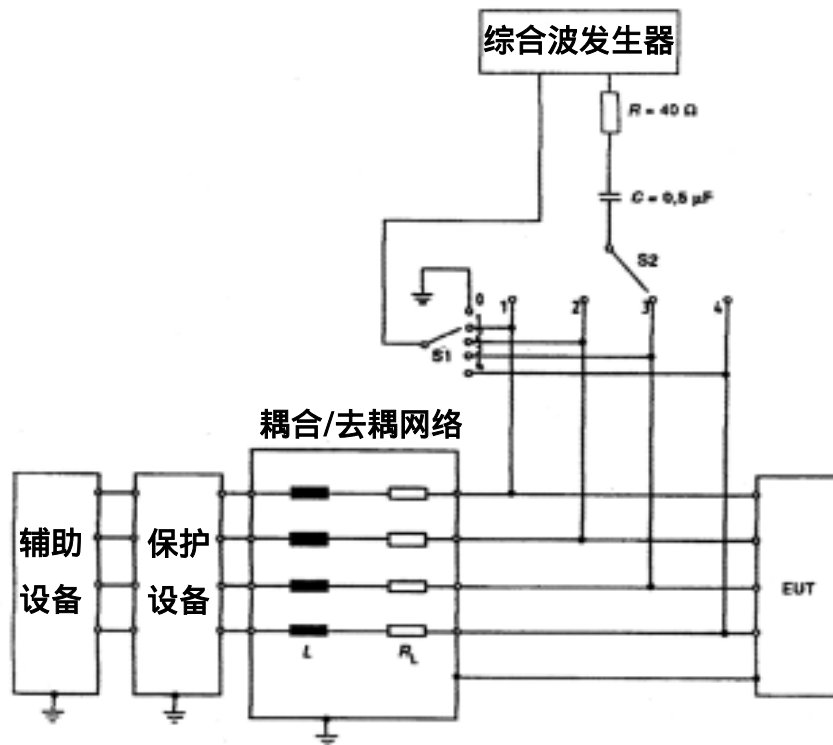 综合波发生器
R = 40 Ω
C = 0,5 μF
S2
0
1
2
3
4
S1
耦合/去耦网络
辅助
设备
保护
设备
EUT
L
RL